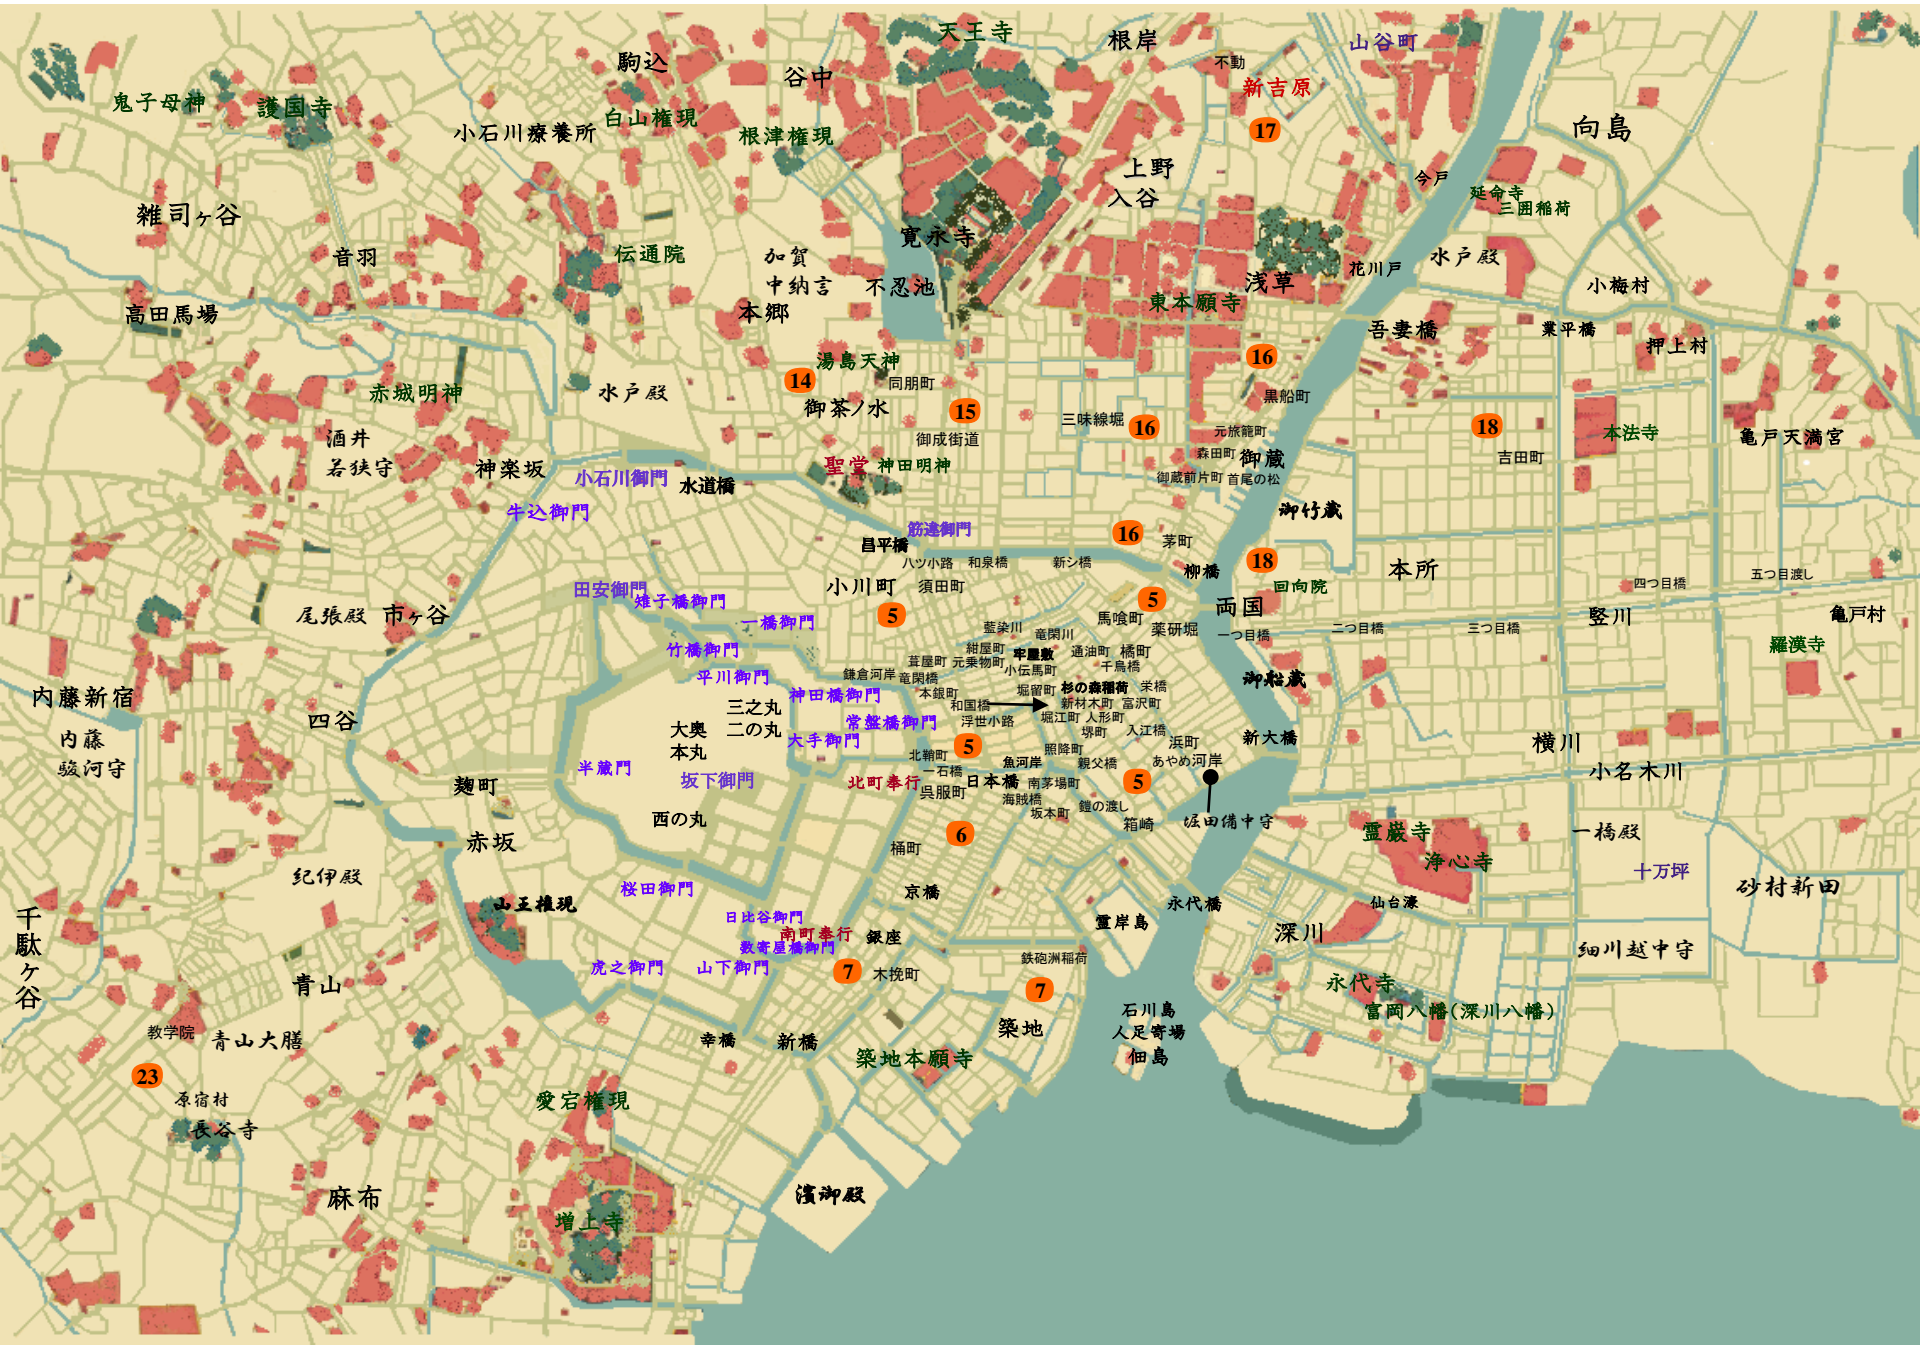 天王寺
根岸
山谷町
駒込
谷中
不動
新吉原
鬼子母神
護国寺
白山権現
小石川療養所
根津権現
17
向島
上野
入谷
今戸
延命寺
三囲稲荷
雑司ヶ谷
音羽
伝通院
加賀
中納言
寛永寺
不忍池
浅草
花川戸
水戸殿
小梅村
高田馬場
本郷
東本願寺
吾妻橋
業平橋
押上村
湯島天神
14
同朋町
16
赤城明神
水戸殿
御茶ノ水
15
黒船町
三味線堀
16
18
元旅籠町
本法寺
亀戸天満宮
酒井
若狭守
御成街道
森田町
御蔵
吉田町
神楽坂
小石川御門
水道橋
聖堂
神田明神
御蔵前片町
首尾の松
牛込御門
御竹蔵
筋違御門
昌平橋
16
茅町
八ツ小路
和泉橋
新シ橋
柳橋
18
本所
五つ目渡し
田安御門
雉子橋御門
小川町
須田町
回向院
四つ目橋
5
5
両国
尾張殿
市ヶ谷
一橋御門
馬喰町
薬研堀
竪川
亀戸村
藍染川
竜閑川
一つ目橋
二つ目橋
三つ目橋
竹橋御門
紺屋町
牢屋敷
通油町
橘町
羅漢寺
葺屋町
元乗物町
小伝馬町
千鳥橋
平川御門
鎌倉河岸
竜閑橋
御船蔵
内藤新宿
神田橋御門
本銀町
堀留町
杉の森稲荷
栄橋
三之丸
和国橋
新材木町
富沢町
四谷
大奥
二の丸
常盤橋御門
浮世小路
堀江町
人形町
内藤
駿河守
本丸
大手御門
堺町
入江橋
新大橋
横川
5
照降町
浜町
半蔵門
北鞘町
魚河岸
親父橋
あやめ河岸
坂下御門
一石橋
小名木川
麹町
北町奉行
呉服町
日本橋
南茅場町
5
海賊橋
鎧の渡し
西の丸
坂本町
箱崎
堀田備中守
赤坂
6
霊巌寺
一橋殿
桶町
浄心寺
紀伊殿
十万坪
桜田御門
京橋
砂村新田
山王権現
永代橋
仙台濠
千駄ヶ谷
日比谷御門
霊岸島
南町奉行
銀座
深川
数寄屋橋御門
細川越中守
虎之御門
山下御門
7
木挽町
鉄砲洲稲荷
青山
7
永代寺
石川島
富岡八幡(深川八幡)
教学院
青山大膳
築地
人足寄場
幸橋
新橋
佃島
築地本願寺
23
原宿村
愛宕権現
長谷寺
麻布
濱御殿
増上寺